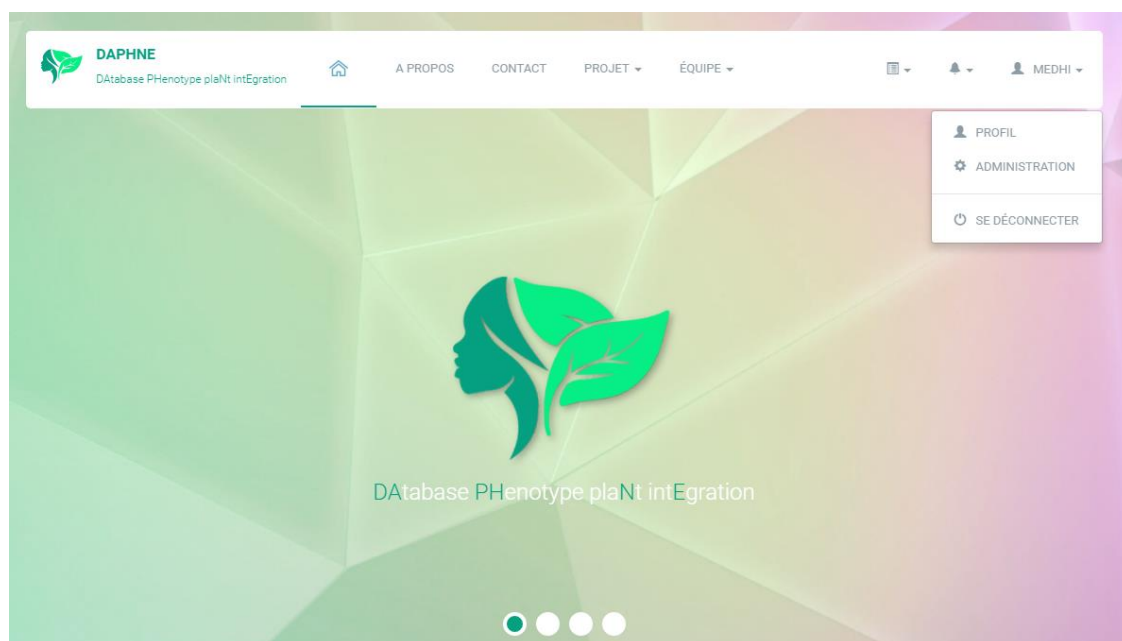 DAPHNE
DAtabase PHenotype plaNt intEgration
A PROPOS
CONTACT
PROJET
ÉQUIPE
MEDHI
PROFIL
ADMINISTRATION
SE DÉCONNECTER
DAtabase PHenotype plaNt intEgration